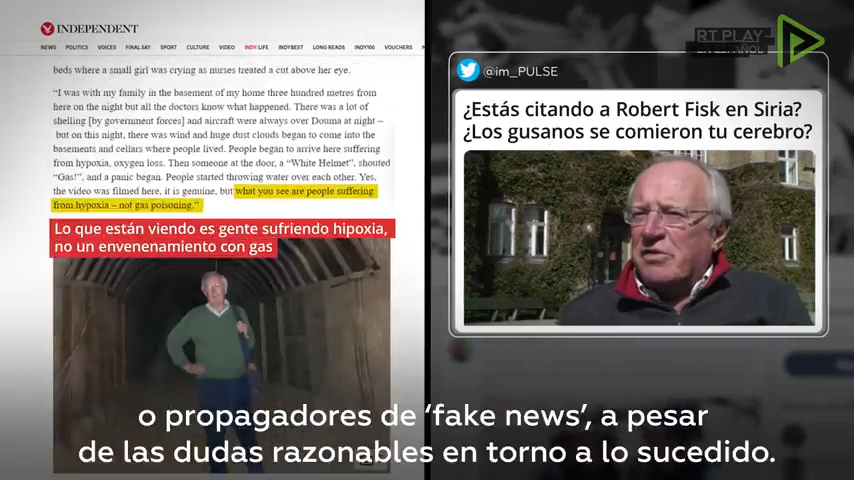 INDEPENDENT
NEWS POLITICS VOICES FINAL SAY SPORT CULTURE VIDEO INDY/LIFE INDYBEST LONG READS INDY100 VOUCHERS
beds where a small girl was crying as nurses treated a cut above her eye.
“I was with my family in the basement of my home three hundred metres from
here on the night but all the doctors know what happened. There was a lot of
shelling [by government forces] and aircraft were always over Douma at night –
but on this night, there was wind and huge dust clouds began to come into the
basements and cellars where people lived. People began to arrive here suffering
from hypoxia, oxygen loss. Then someone at the door, a “White Helmet”, shouted
“Gas!”, and a panic began. People started throwing water over each other. Yes,
the video was filmed here, it is genuine, but what you see are people suffering
from hypoxia – not gas poisoning.”
Lo que están viendo es gente sufriendo hipoxia,
no un envenenamiento con gas
RT PLAY
EN ESPAÑOL
@im_PULSE
¿Estás citando a Robert Fisk en Siria?
¿Los gusanos se comieron tu cerebro?
o propagadores de ‘fake news’, a pesar
de las dudas razonables en torno a lo sucedido.